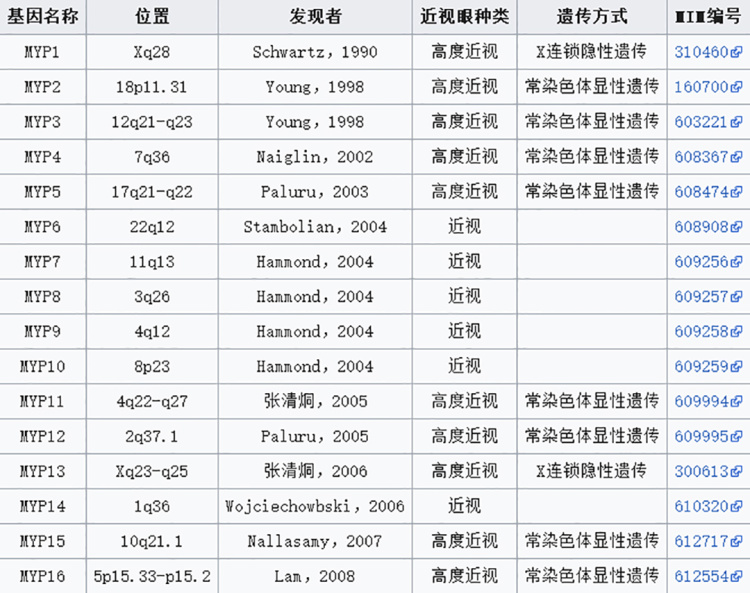 基因名称 位置 发现者 近视眼种类 遗传方式 MIM编号
MYP1 Xq28 Schwartz，1990 高度近视 X连锁隐性遗传 310460
MYP2 18p11.31 Young，1998 高度近视 常染色体显性遗传 160700
MYP3 12q21-q23 Young，1998 高度近视 常染色体显性遗传 603221
MYP4 7q36 Naiglin，2002 高度近视 常染色体显性遗传 608367
MYP5 17q21-q22 Paluru，2003 高度近视 常染色体显性遗传 608474
MYP6 22q12 Stambolian，2004 近视 608908
MYP7 11q13 Hammond，2004 近视 609256
MYP8 3q26 Hammond，2004 近视 609257
MYP9 4q12 Hammond，2004 近视 609258
MYP10 8p23 Hammond，2004 近视 609259
MYP11 4q22-q27 张清炯，2005 高度近视 常染色体显性遗传 609994
MYP12 2q37.1 Paluru，2005 高度近视 常染色体显性遗传 609995
MYP13 Xq23-q25 张清炯，2006 高度近视 X连锁隐性遗传 300613
MYP14 1q36 Wojciechowbski，2006 近视 610320
MYP15 10q21.1 Nallasamy，2007 高度近视 常染色体显性遗传 612717
MYP16 5p15.33-p15.2 Lam，2008 高度近视 常染色体显性遗传 612554